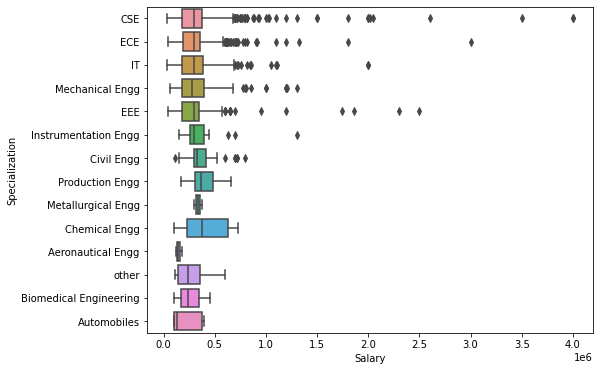 CSE
ECE
IT
Mechanical Engg
EEE
Instrumentation Engg
Civil Engg
Production Engg
Metallurgical Engg
Chemical Engg
Aeronautical Engg
other
Biomedical Engineering
Automobiles
Specialization
0.0 0.5 1.0 1.5 2.0 2.5 3.0 3.5 4.0
Salary
1e6